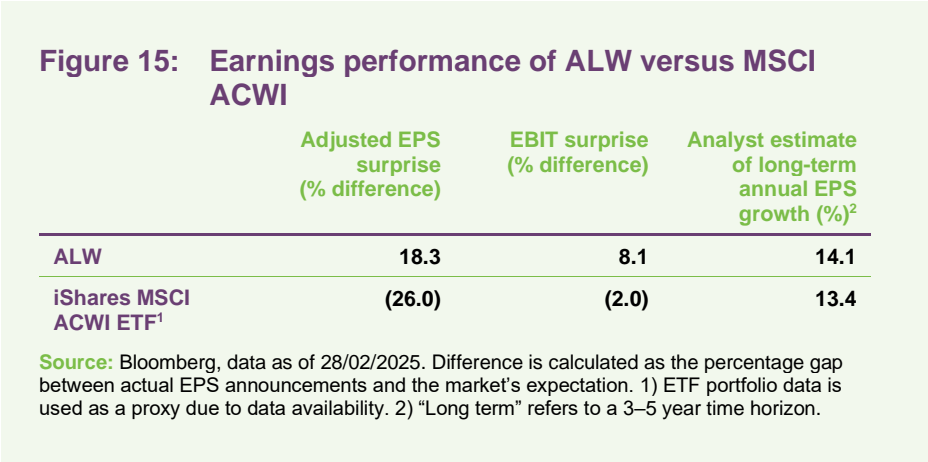 Figure 15: Earnings performance of ALW versus MSCI
ACWI
Adjusted EPS
surprise
(% difference)
EBIT surprise
(% difference)
Analyst estimate
of long-term
annual EPS
growth (%)²
ALW 18.3 8.1 14.1
iShares MSCI
ACWI ETF¹ (26.0) (2.0) 13.4
Source: Bloomberg, data as of 28/02/2025. Difference is calculated as the percentage gap
between actual EPS announcements and the market’s expectation. 1) ETF portfolio data is
used as a proxy due to data availability. 2) “Long term” refers to a 3–5 year time horizon.